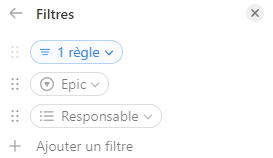 Filtres
1 règle
Epic
Responsable
Ajouter un filtre